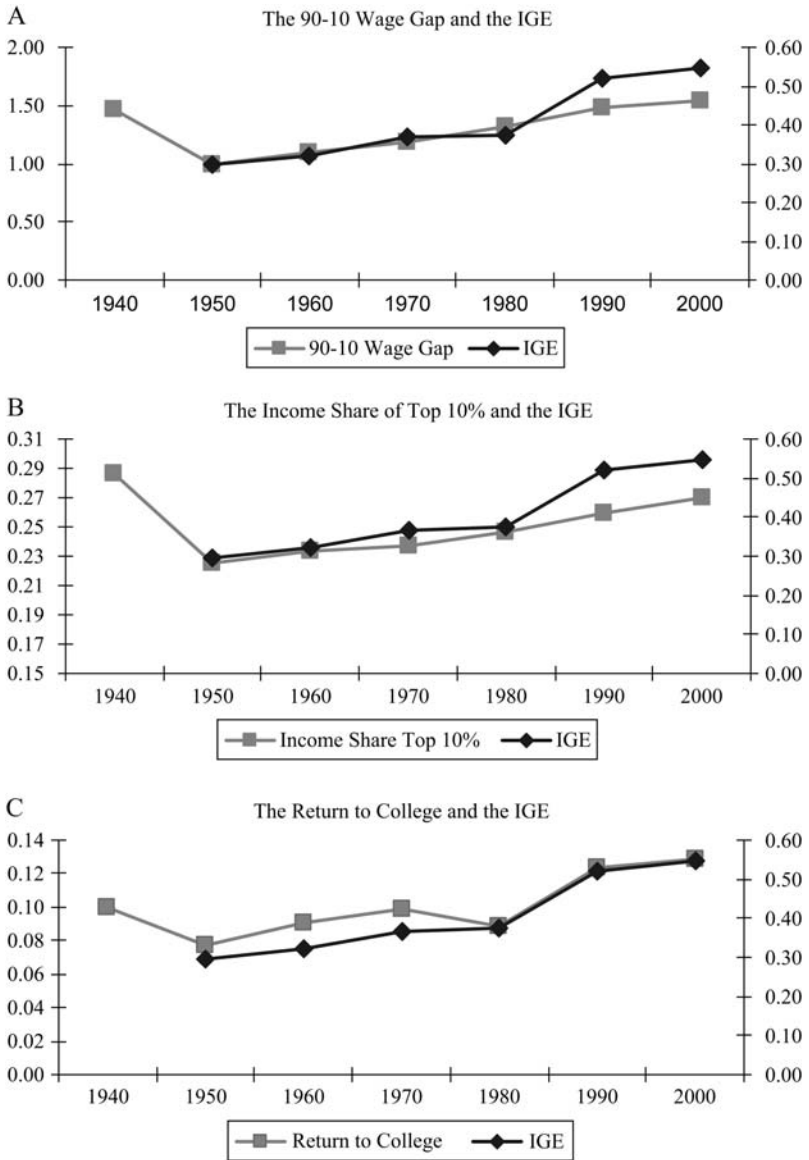 A
The 90-10 Wage Gap and the IGE
2.00 0.60
0.50
1.50 0.40
1.00 0.30
0.20
0.50 0.10
0.00 0.00
1940 1950 1960 1970 1980 1990 2000
90-10 Wage Gap IGE
B
The Income Share of Top 10% and the IGE
0.31 0.60
0.29
0.50
0.27
0.25 0.40
0.23 0.30
0.21
0.20
0.19
0.17 0.10
0.15 0.00
1940 1950 1960 1970 1980 1990 2000
Income Share Top 10% IGE
C
The Return to College and the IGE
0.14 0.60
0.12 0.50
0.10 0.40
0.08
0.30
0.06
0.04 0.20
0.02 0.10
0.00 0.00
1940 1950 1960 1970 1980 1990 2000
Return to College IGE